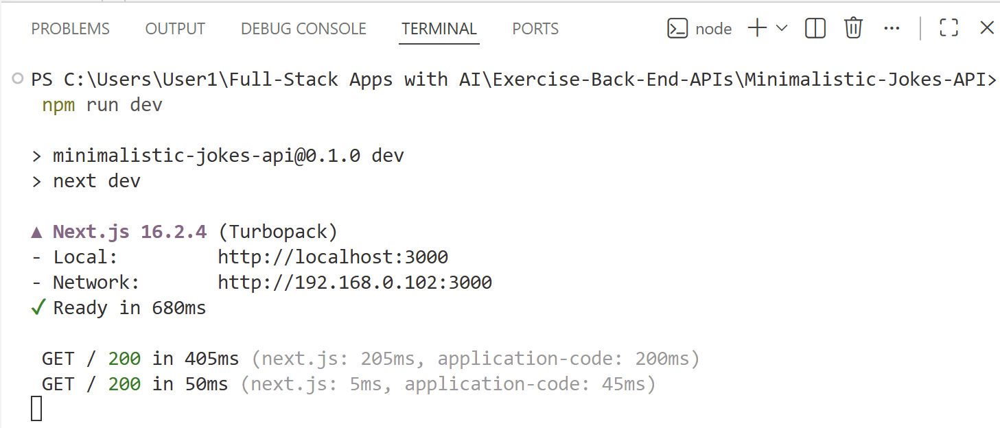 PROBLEMS OUTPUT DEBUG CONSOLE TERMINAL PORTS node
PS C:\Users\User1\Full-Stack Apps with AI\Exercise-Back-End-APIs\Minimalistic-Jokes-API>
npm run dev
> minimalistic-jokes-api@0.1.0 dev
> next dev
▲ Next.js 16.2.4 (Turbopack)
- Local: http://localhost:3000
- Network: http://192.168.0.102:3000
✓ Ready in 680ms
GET / 200 in 405ms (next.js: 205ms, application-code: 200ms)
GET / 200 in 50ms (next.js: 5ms, application-code: 45ms)